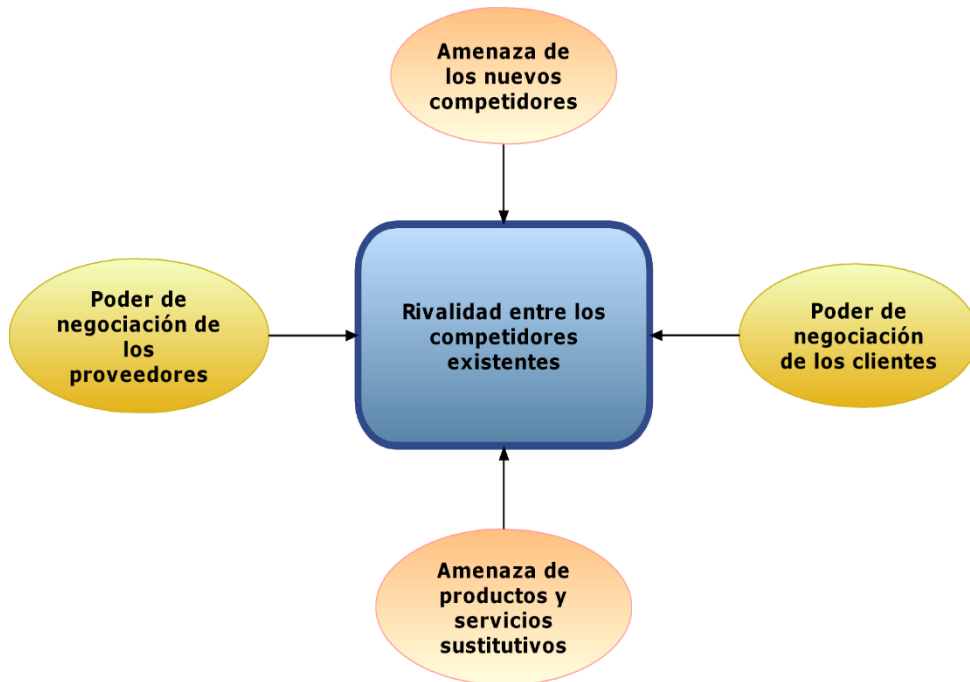 Amenaza de
los nuevos
competidores
Poder de
negociación de
los
proveedores
Rivalidad entre los
competidores
existentes
Poder de
negociación
de los clientes
Amenaza de
productos y
servicios
sustitutivos